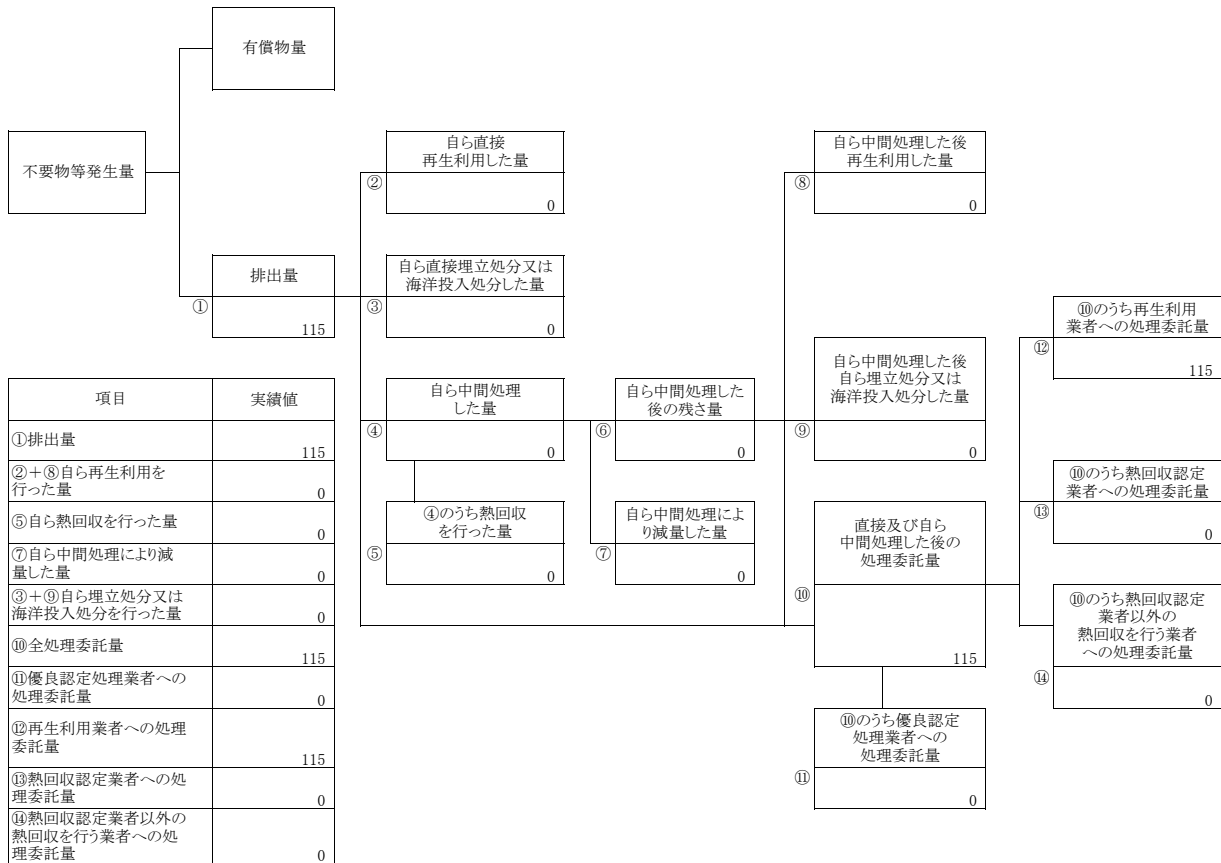 有償物量
不要物等発生量
自ら直接
再生利用した量
②
0
自ら中間処理した後
再生利用した量
⑧
0
排出量
①
115
自ら直接埋立処分又は
海洋投入処分した量
③
0
⑩のうち再生利用
業者への処理委託量
⑫
115
自ら中間処理
した量
④
0
自ら中間処理した
後の残さ量
⑥
0
自ら中間処理した後
自ら埋立処分又は
海洋投入処分した量
⑨
0
⑩のうち熱回収認定
業者への処理委託量
⑬
0
④のうち熱回収
を行った量
⑤
0
自ら中間処理によ
り減量した量
⑦
0
直接及び自ら
中間処理した後の
処理委託量
⑩
115
⑩のうち熱回収認定
業者以外の
熱回収を行う業者
への処理委託量
⑭
0
⑩のうち優良認定
処理業者への
処理委託量
⑪
0
項目 実績値
①排出量
115
②+⑧自ら再生利用を
行った量
0
⑤自ら熱回収を行った量
0
⑦自ら中間処理により減
量した量
0
③+⑨自ら埋立処分又は
海洋投入処分を行った量
0
⑩全処理委託量
115
⑪優良認定処理業者への
処理委託量
0
⑫再生利用業者への処理
委託量
115
⑬熱回収認定業者への処
理委託量
0
⑭熱回収認定業者以外の
熱回収を行う業者への処
理委託量
0